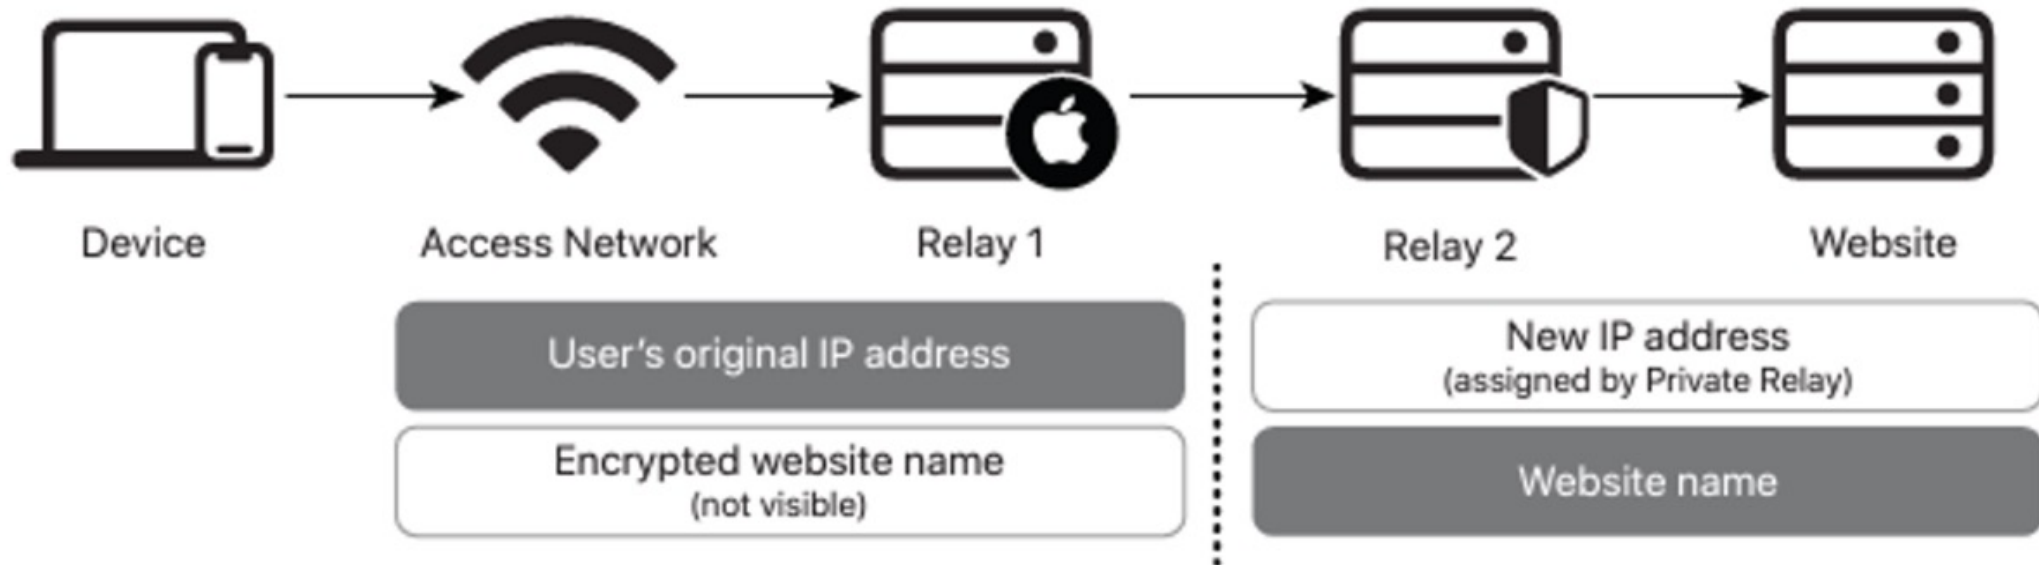 Device
Access Network
Relay 1
Relay 2
Website
User's original IP address
Encrypted website name
(not visible)
New IP address
(assigned by Private Relay)
Website name